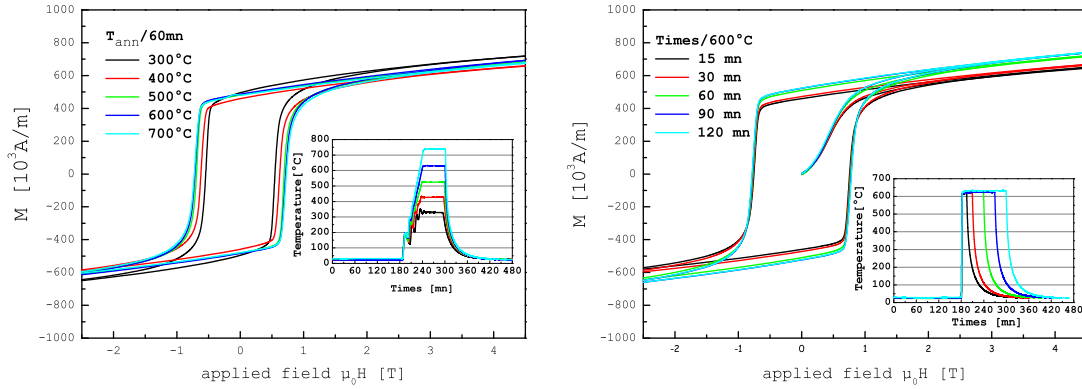 1000
800
600
400
200
0
-200
-400
-600
-800
-1000
M [10³A/m]
T_ann/60mn
300°C
400°C
500°C
600°C
700°C
800
700
600
500
400
300
200
100
0
Temperature[°C]
0 60 120 180 240 300 360 420 480
Times [mn]
-2 -1 0 1 2 3 4
applied field μ₀H [T]
1000
800
600
400
200
0
-200
-400
-600
-800
-1000
M [10³A/m]
Times/600°C
15 mn
30 mn
60 mn
90 mn
120 mn
700
600
500
400
300
200
100
0
Temperature[°C]
0 60 120 180 240 300 360 420 480
Times [mn]
-2 -1 0 1 2 3 4
applied field μ₀H [T]